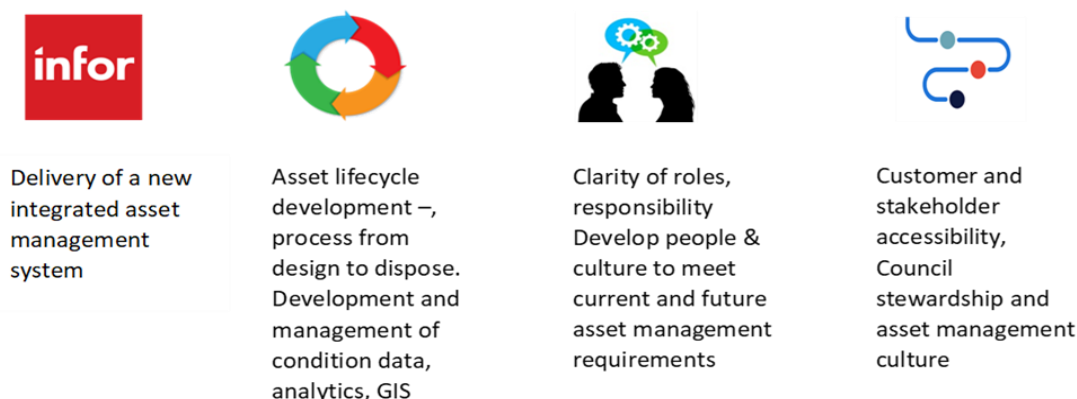 infor
Delivery of a new
integrated asset
management
system
Asset lifecycle
development –,
process from
design to dispose.
Development and
management of
condition data,
analytics, GIS
Clarity of roles,
responsibility
Develop people &
culture to meet
current and future
asset management
requirements
Customer and
stakeholder
accessibility,
Council
stewardship and
asset management
culture